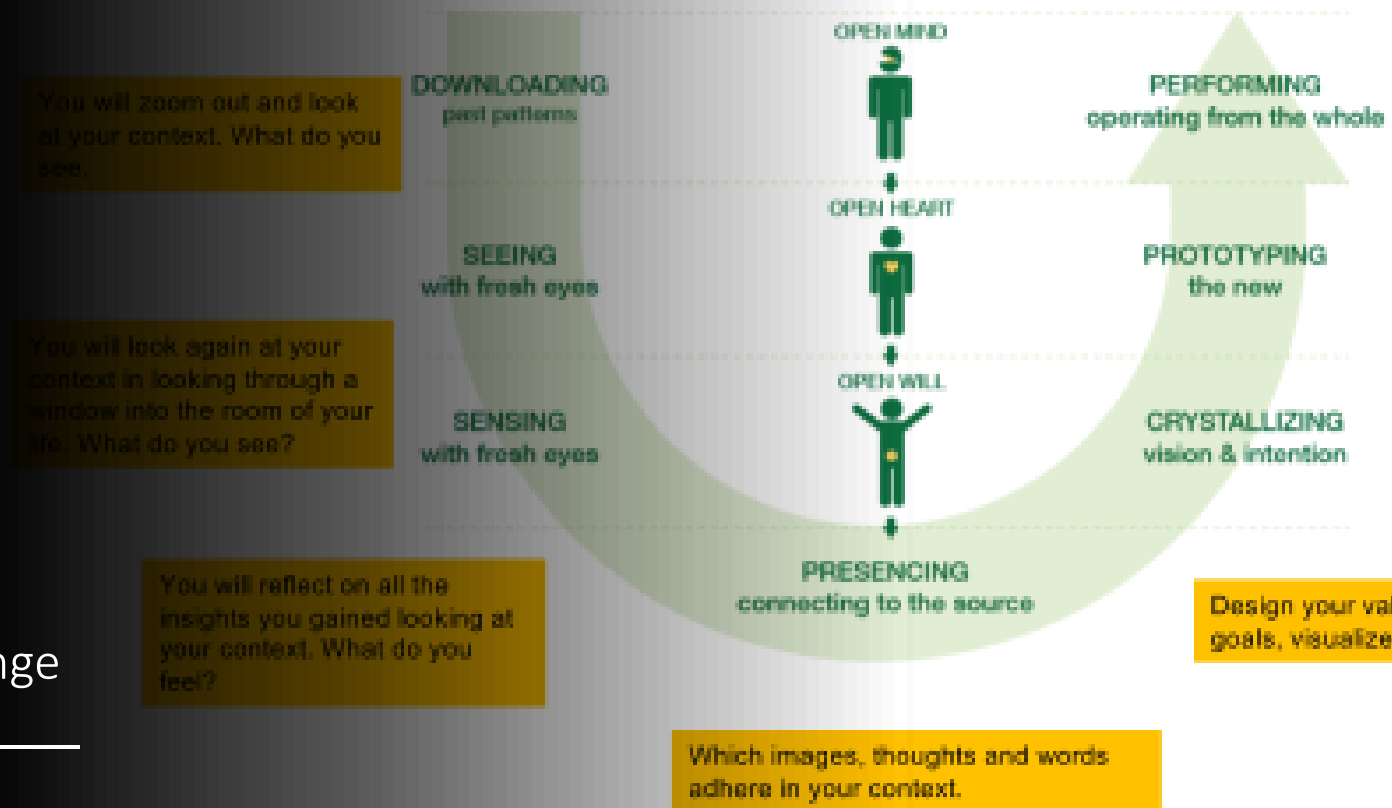 OPEN MIND
DOWNLOADING
past patterns
PERFORMING
operating from the whole
You will zoom out and look
at your context. What do you
see.
OPEN HEART
SEEING
with fresh eyes
PROTOTYPING
the new
You will look again at your
context in looking through a
window into the room of your
life. What do you see?
OPEN WILL
SENSING
with fresh eyes
CRYSTALLIZING
vision & intention
PRESENCING
connecting to the source
You will reflect on all the
insights you gained looking at
your context. What do you
feel?
Design your val
goals, visualize
nge
Which images, thoughts and words
adhere in your context.